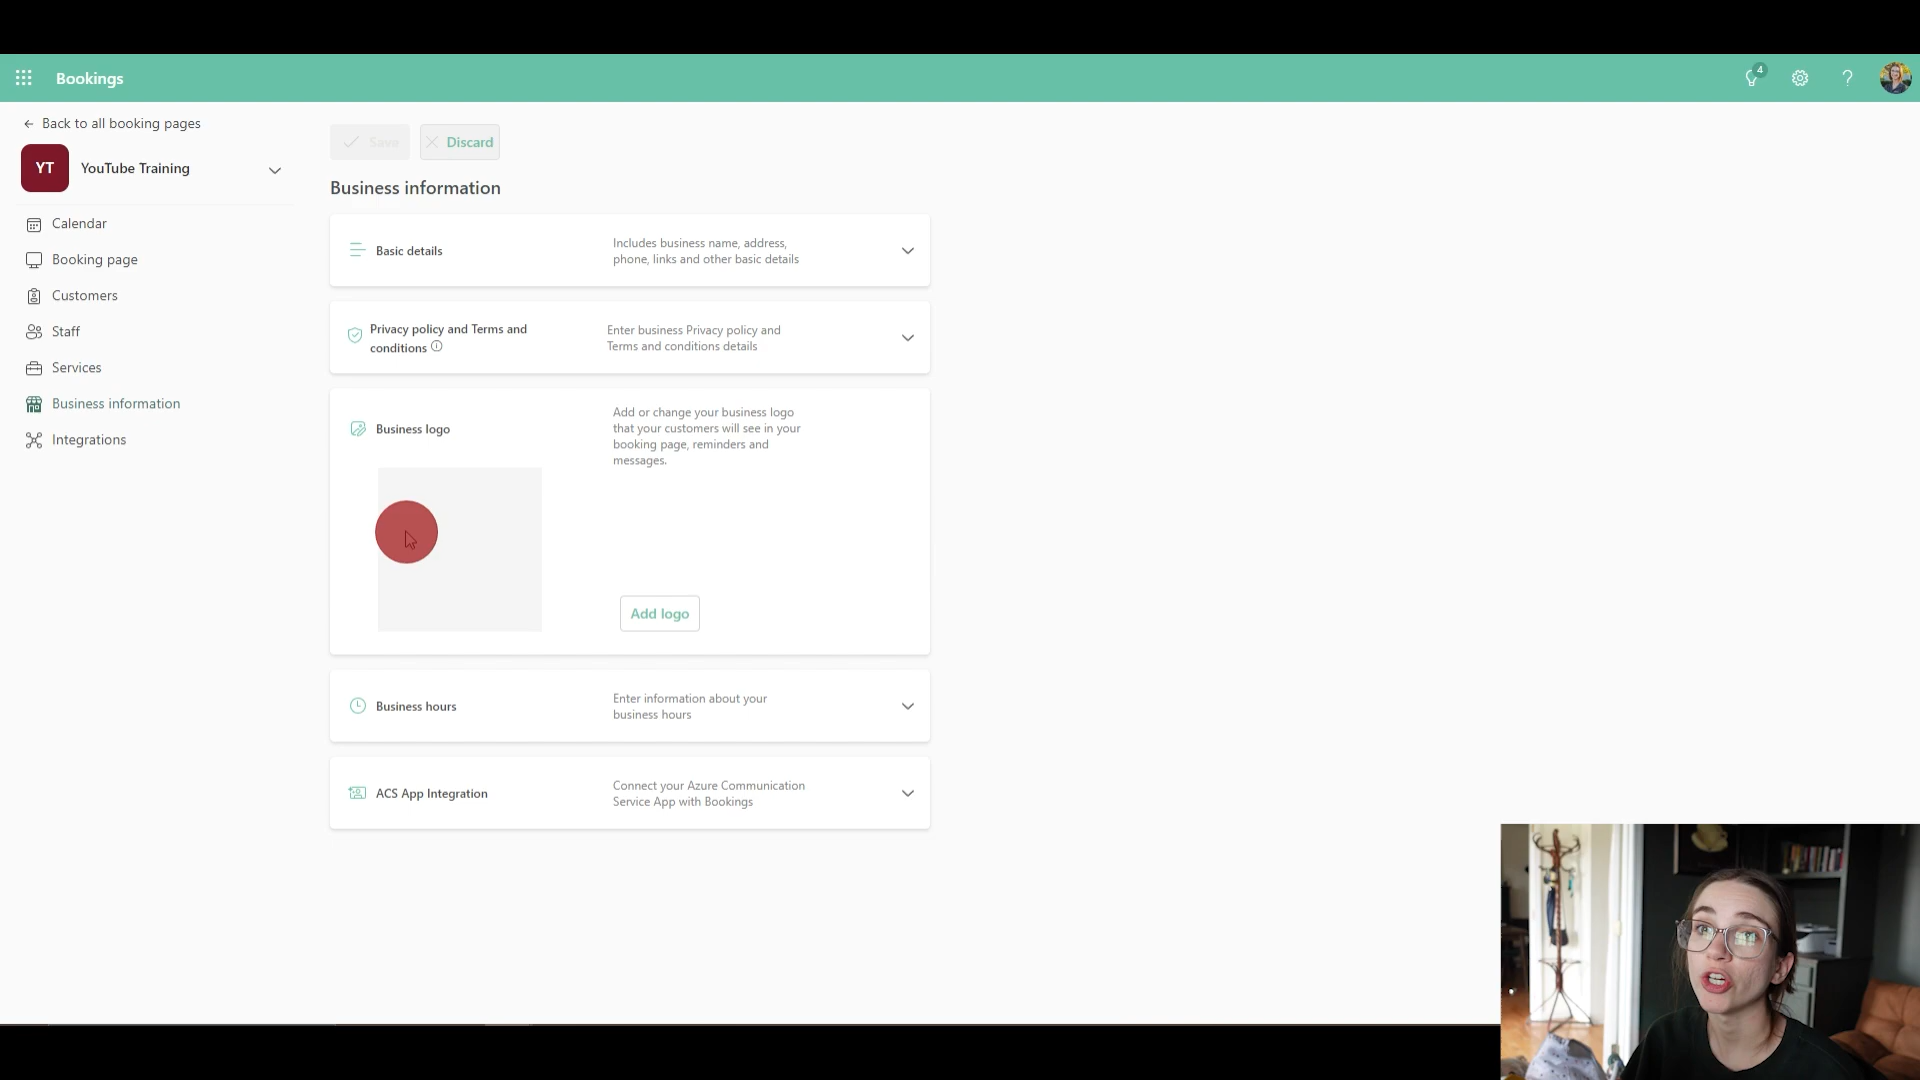 Bookings
4
Back to all booking pages
YT
YouTube Training
Calendar
Booking page
Customers
Staff
Services
Business information
Integrations
Save
Discard
Business information
Basic details
Includes business name, address,
phone, links and other basic details
Privacy policy and Terms and
conditions
Enter business Privacy policy and
Terms and conditions details
Business logo
Add or change your business logo
that your customers will see in your
booking page, reminders and
messages.
Add logo
Business hours
Enter information about your
business hours
ACS App Integration
Connect your Azure Communication
Service App with Bookings